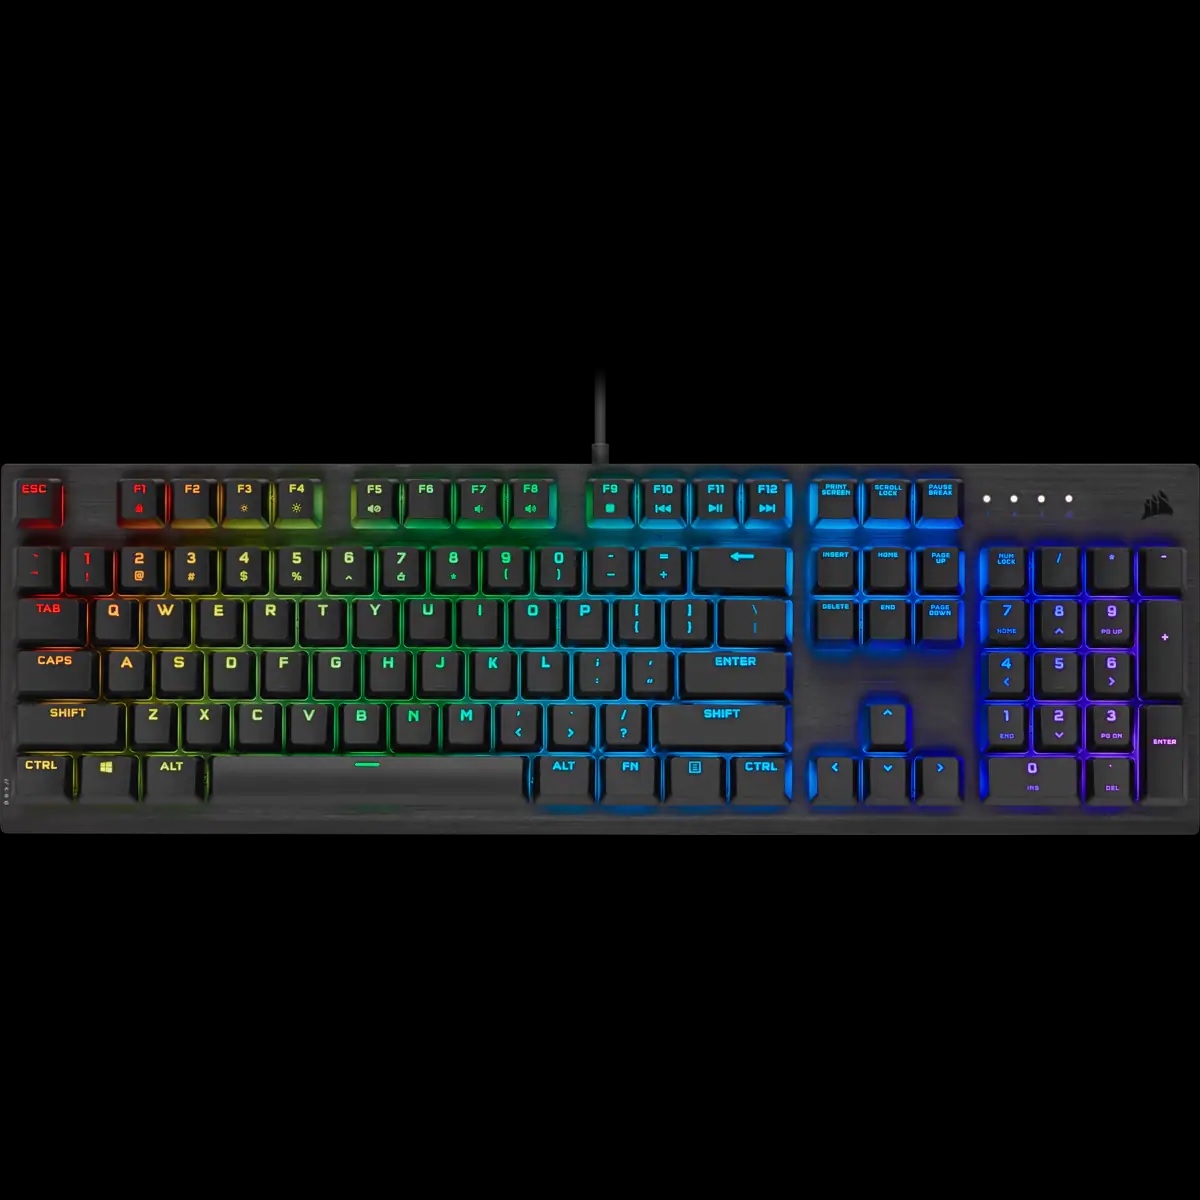 ESC F1 F2 F3 F4 F5 F6 F7 F8 F9 F10 F11 F12 PRINT SCREEN SCROLL LOCK PAUSE BREAK
~ ` 1 ! 2 @ 3 # 4 $ 5 % 6 ^ 7 & 8 * 9 ( 0 ) - _ = + INSERT HOME PAGE UP NUM LOCK / * -
TAB Q W E R T Y U I O P [ { ] } \ | DELETE END PAGE DOWN 7 HOME 8 9 PG UP +
CAPS A S D F G H J K L ; : ' " ENTER 4 5 6
SHIFT Z X C V B N M , < . > / ? SHIFT 1 END 2 3 PG DN ENTER
CTRL ALT ALT FN CTRL 0 INS . DEL